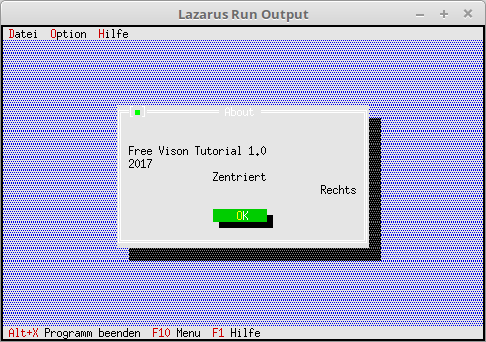 Lazarus Run Output
Datei Option Hilfe
About
Free Vison Tutorial 1.0
2017
Zentriert
Rechts
OK
Alt+X Programm beenden F10 Menu F1 Hilfe